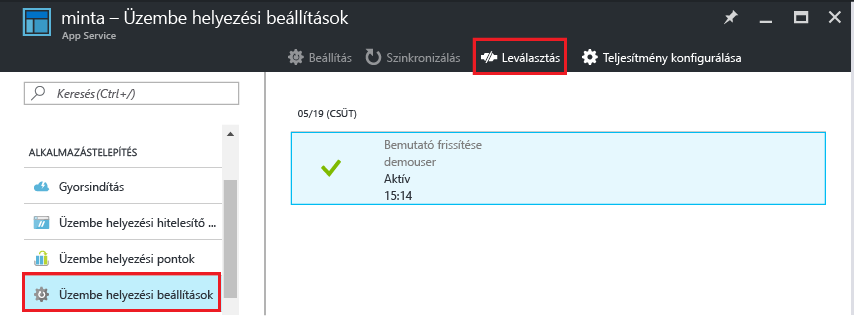 minta – Üzembe helyezési beállítások
App Service
Beállítás Szinkronizálás Leválasztás Teljesítmény konfigurálása
Keresés (Ctrl+/)
ALKALMAZÁSTELEPÍTÉS
Gyorsindítás
Üzembe helyezési hitelesítő ...
Üzembe helyezési pontok
Üzembe helyezési beállítások
05/19 (CSÜT)
Bemutató frissítése
demouser
Aktív
15:14